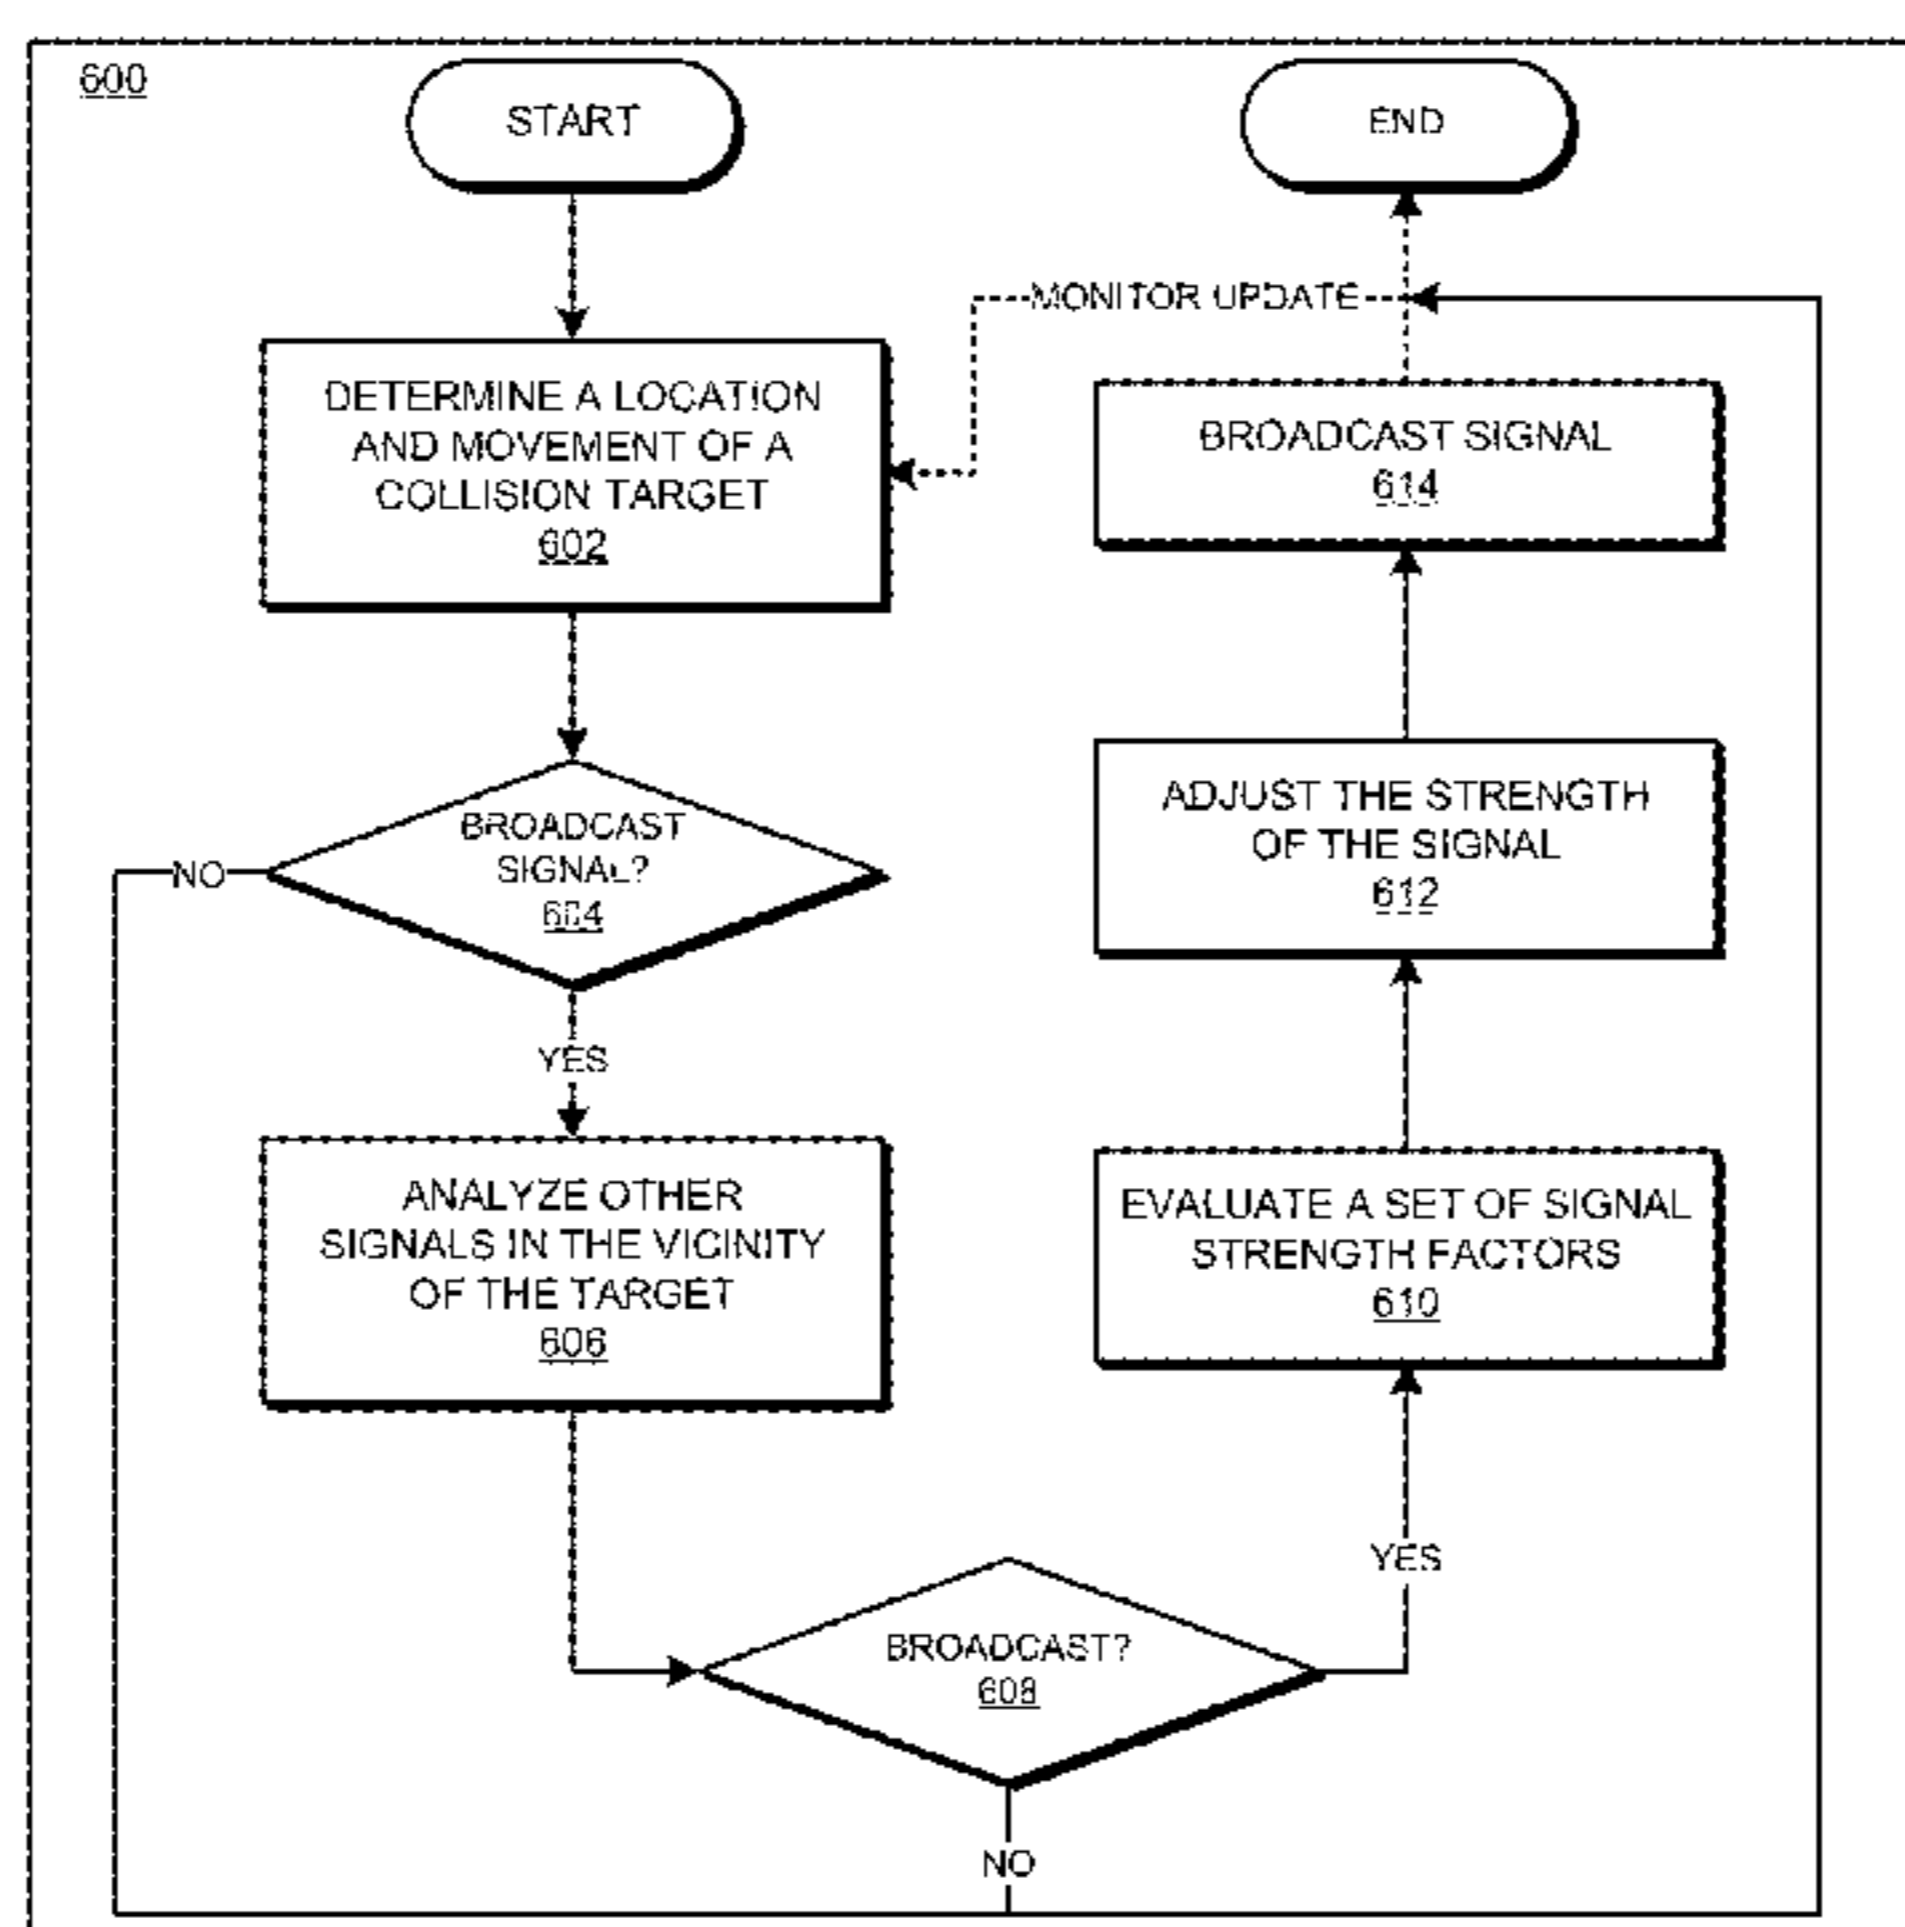 600
START
DETERMINE A LOCATION
AND MOVEMENT OF A
COLLISION TARGET
602
BROADCAST
SIGNAL?
604
NO
YES
ANALYZE OTHER
SIGNALS IN THE VICINITY
OF THE TARGET
606
BROADCAST?
608
NO
YES
EVALUATE A SET OF SIGNAL
STRENGTH FACTORS
610
ADJUST THE STRENGTH
OF THE SIGNAL
612
BROADCAST SIGNAL
614
MONITOR UPDATE
END